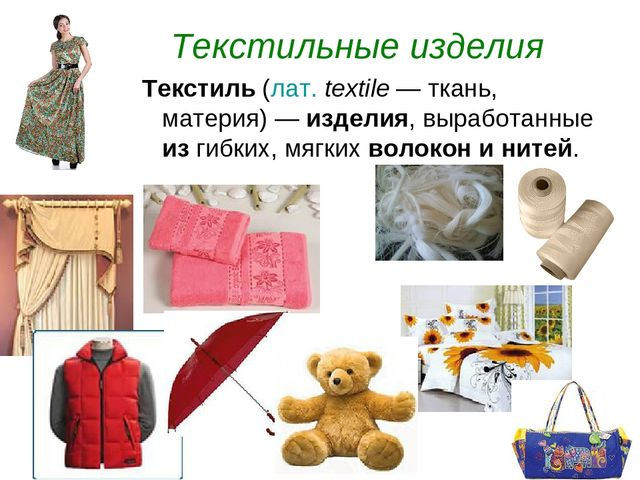 Текстильные изделия
Текстиль (лат. textile — ткань,
материя) — изделия, выработанные
из гибких, мягких волокон и нитей.